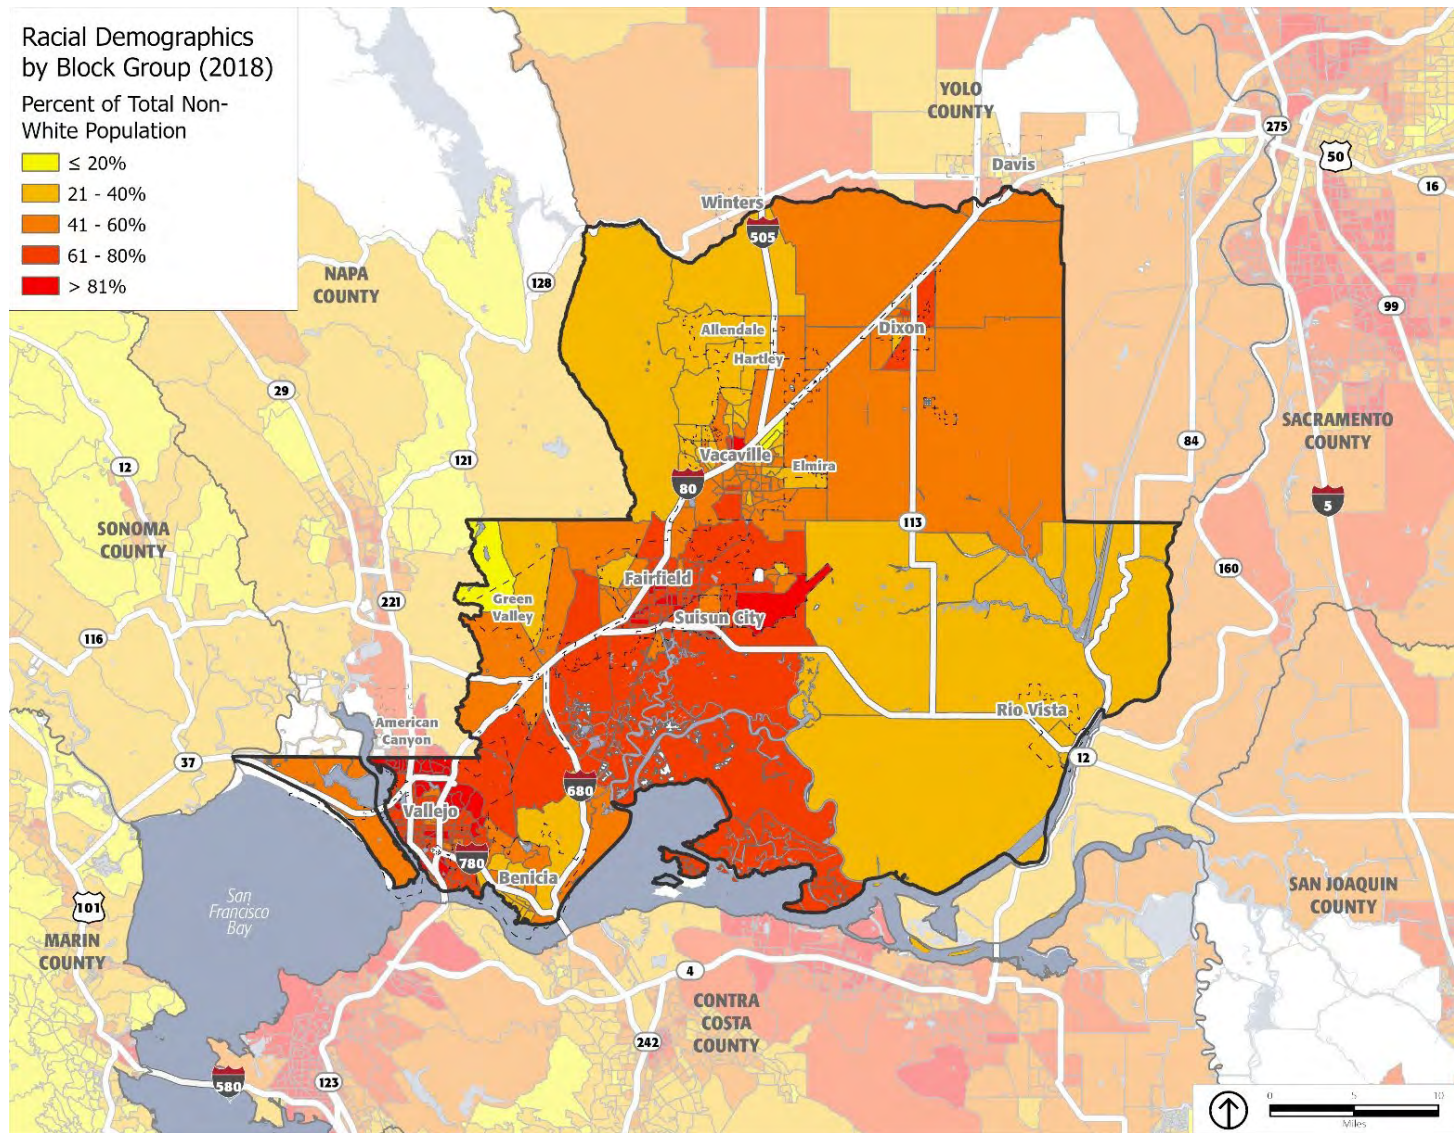 Racial Demographics
by Block Group (2018)
Percent of Total Non-
White Population
≤ 20%
21 - 40%
41 - 60%
61 - 80%
> 81%
YOLO
COUNTY
275
50
16
Davis
Winters
505
NAPA
COUNTY
128
99
Allendale
Dixon
Hartley
29
SACRAMENTO
COUNTY
84
12
121
Vacaville
Elmira
80
5
SONOMA
COUNTY
113
160
Fairfield
Green
Valley
221
Suisun City
116
American
Canyon
Rio Vista
37
12
680
Vallejo
780
Benicia
San
Francisco
Bay
101
SAN JOAQUIN
COUNTY
MARIN
COUNTY
4
CONTRA
COSTA
COUNTY
242
580
123
0 5 10
Miles